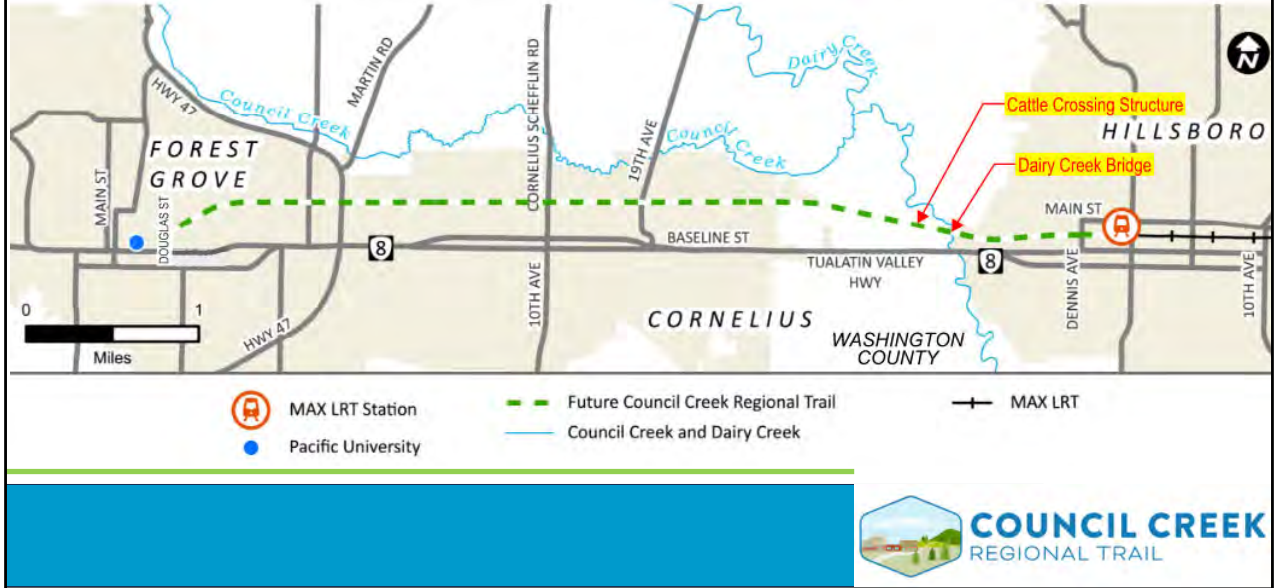 HWY 47
MARTIN RD
CORNELIUS SCHEFFLIN RD
Dairy Creek
N
Council Creek
Cattle Crossing Structure
HILLSBORO
19TH AVE
Council
Creek
FOREST
GROVE
Dairy Creek Bridge
MAIN ST
DOUGLAS ST
MAIN ST
8
BASELINE ST
TUALATIN VALLEY
HWY
8
DENNIS AVE
10TH AVE
0
1
Miles
HWY 47
10TH AVE
CORNELIUS
WASHINGTON
COUNTY
MAX LRT Station
Future Council Creek Regional Trail
MAX LRT
Pacific University
Council Creek and Dairy Creek
COUNCIL CREEK
REGIONAL TRAIL